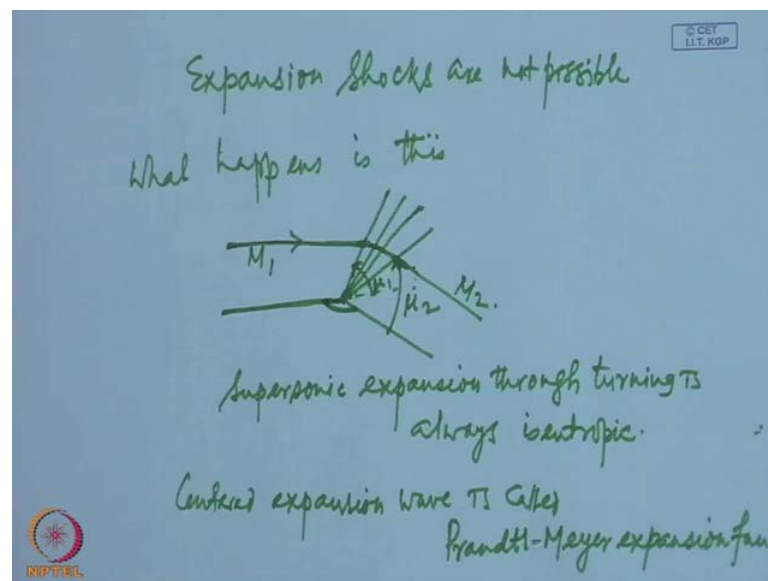 © CET
I.I.T. KGP
Expansion Shocks are not possible
What happens is this
M₁
μ₁
μ₂
M₂.
Supersonic expansion through turning is
always isentropic.
Centered expansion wave is called
Prandtl-Meyer expansion fan
NPTEL